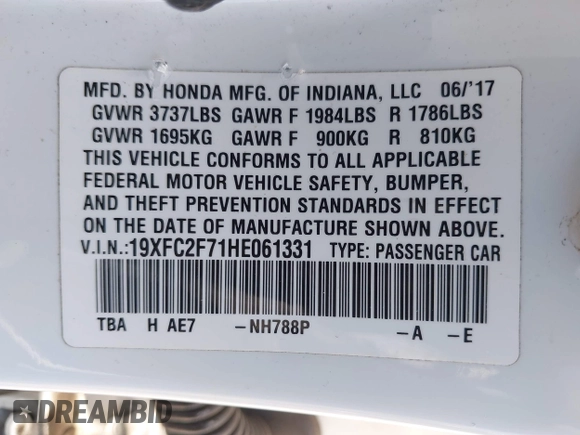 MFD. BY HONDA MFG. OF INDIANA, LLC 06/'17
GVWR 3737LBS GAWR F 1984LBS R 1786LBS
GVWR 1695KG GAWR F 900KG R 810KG
THIS VEHICLE CONFORMS TO ALL APPLICABLE
FEDERAL MOTOR VEHICLE SAFETY, BUMPER,
AND THEFT PREVENTION STANDARDS IN EFFECT
ON THE DATE OF MANUFACTURE SHOWN ABOVE.
V.I.N.:19XFC2F71HE061331 TYPE: PASSENGER CAR
TBA H AE7 –NH788P –A –E
DREAMBID